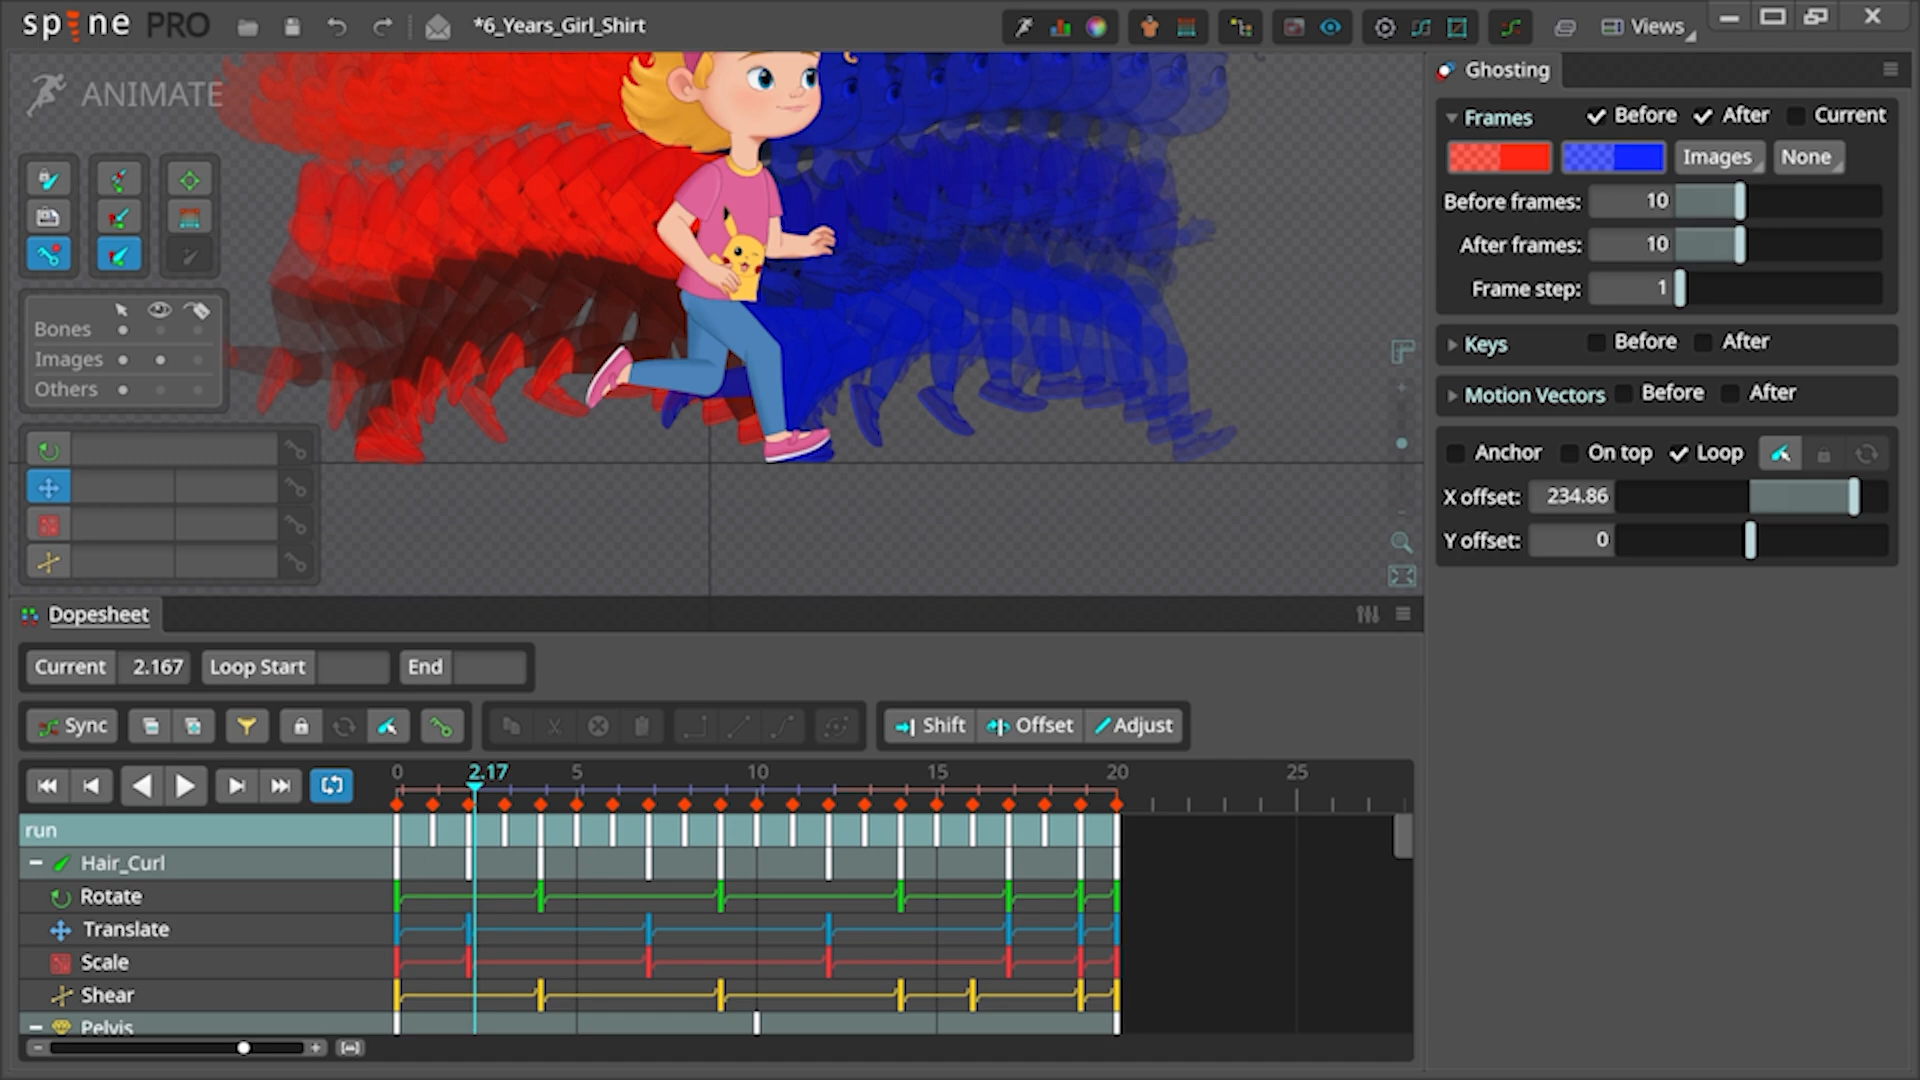 spine PRO
*6_Years_Girl_Shirt
Views
ANIMATE
Bones
Images
Others
Ghosting
Frames Before After Current
Images None
Before frames: 10
After frames: 10
Frame step: 1
Keys Before After
Motion Vectors Before After
Anchor On top Loop
X offset: 234.86
Y offset: 0
Dopesheet
Current 2.167 Loop Start End
Sync Shift Offset Adjust
0 2.17 5 10 15 20 25
run
Hair_Curl
Rotate
Translate
Scale
Shear
Pelvis